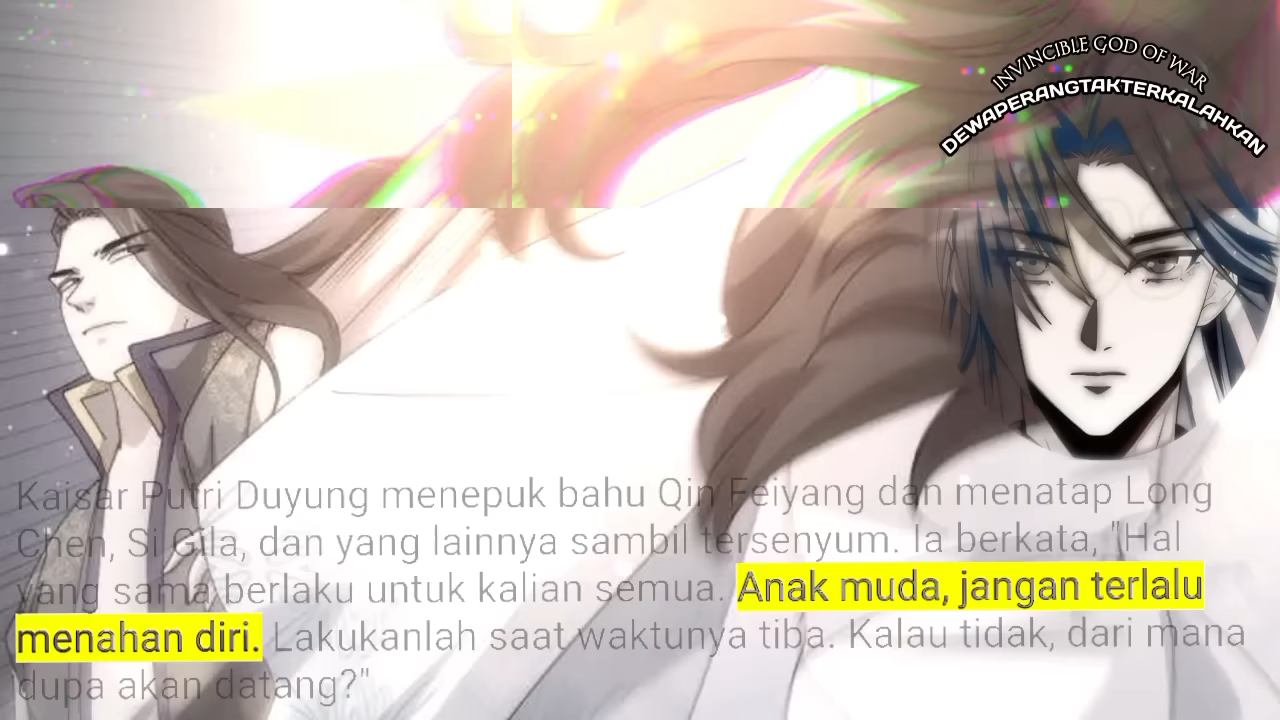 INVINCIBLE GOD OF WAR
DEWAPERANGTAKTERKALAHKAN
Kaisar Putri Duyung menepuk bahu Qin Feiyang dan menatap Long
Chen, Si Gila, dan yang lainnya sambil tersenyum. Ia berkata, "Hal
yang sama berlaku untuk kalian semua. Anak muda, jangan terlalu
menahan diri. Lakukanlah saat waktunya tiba. Kalau tidak, dari mana
dupa akan datang?"